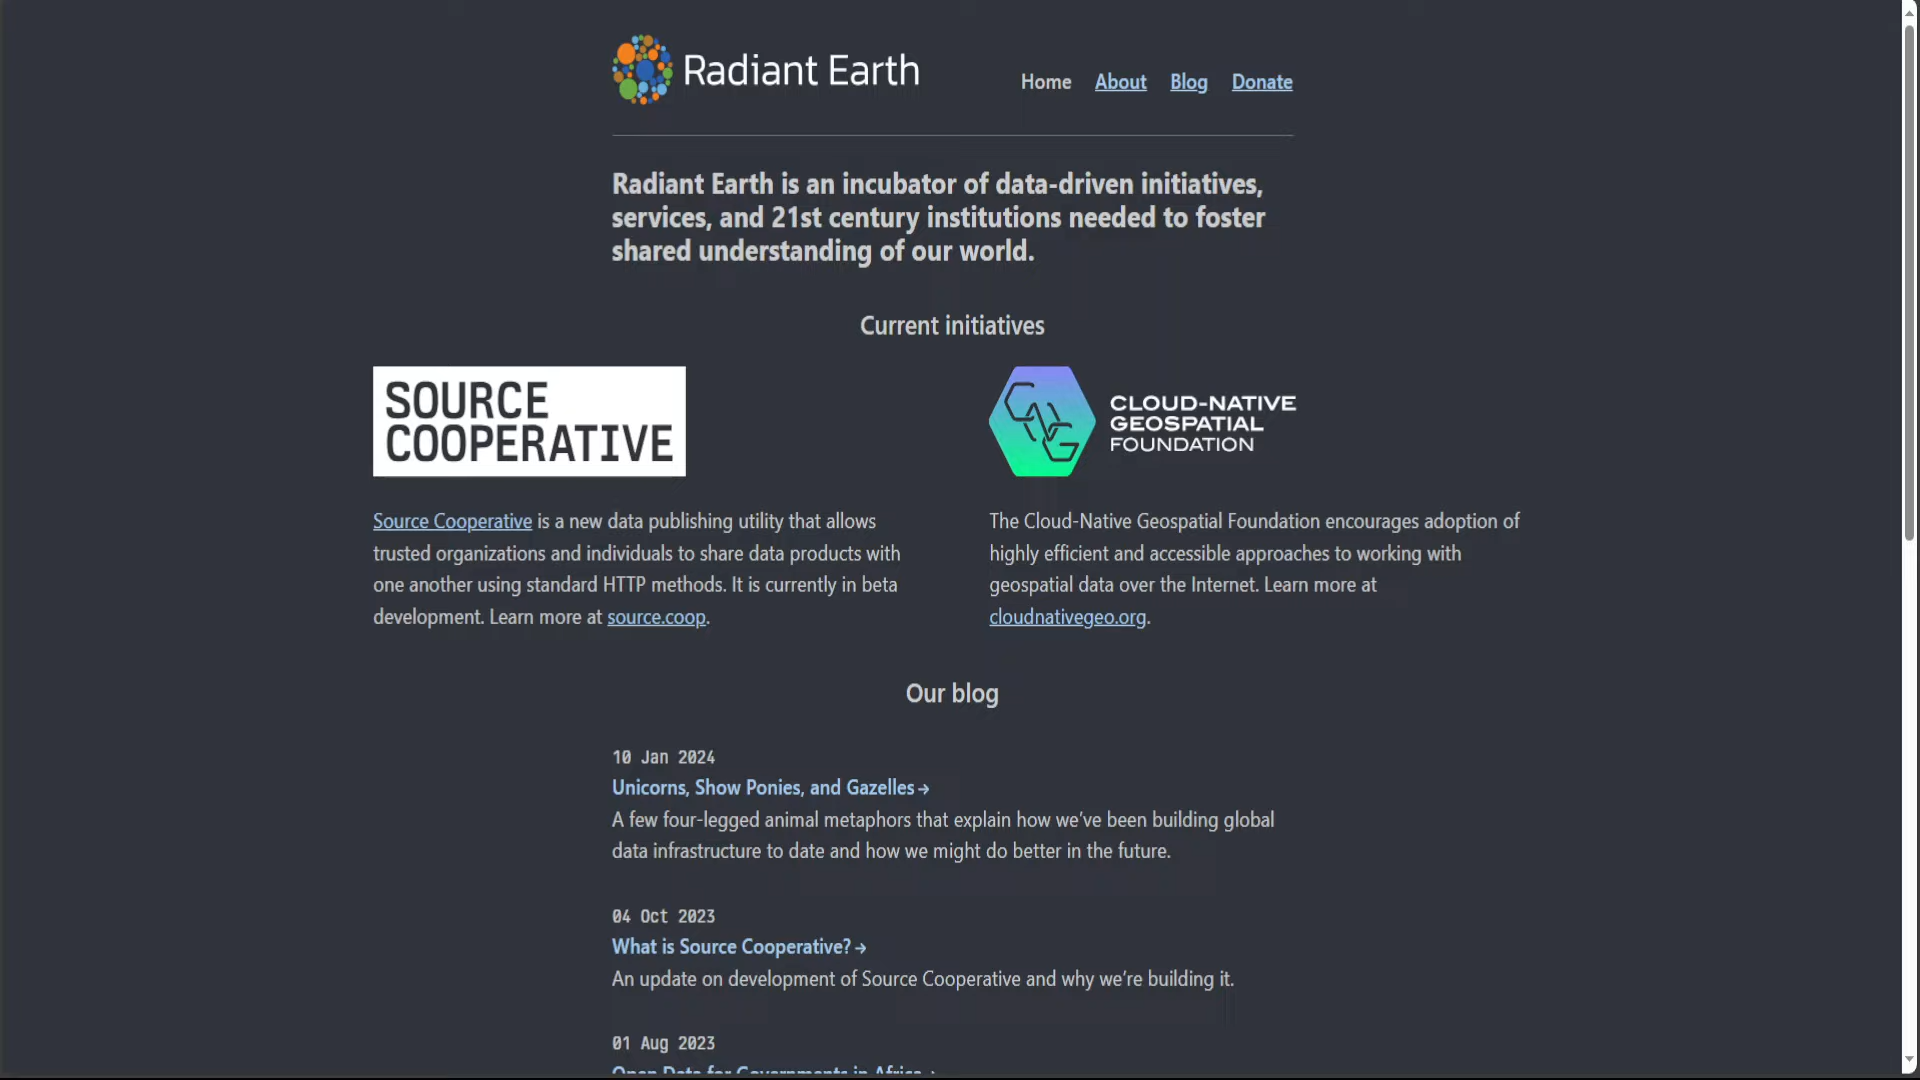 Radiant Earth
Home About Blog Donate
Radiant Earth is an incubator of data-driven initiatives,
services, and 21st century institutions needed to foster
shared understanding of our world.
Current initiatives
SOURCE
COOPERATIVE
Source Cooperative is a new data publishing utility that allows
trusted organizations and individuals to share data products with
one another using standard HTTP methods. It is currently in beta
development. Learn more at source.coop.
CNG
CLOUD-NATIVE
GEOSPATIAL
FOUNDATION
The Cloud-Native Geospatial Foundation encourages adoption of
highly efficient and accessible approaches to working with
geospatial data over the Internet. Learn more at
cloudnativegeo.org.
Our blog
10 Jan 2024
Unicorns, Show Ponies, and Gazelles→
A few four-legged animal metaphors that explain how we’ve been building global
data infrastructure to date and how we might do better in the future.
04 Oct 2023
What is Source Cooperative?→
An update on development of Source Cooperative and why we’re building it.
01 Aug 2023
Open Data for Governments in Africa→